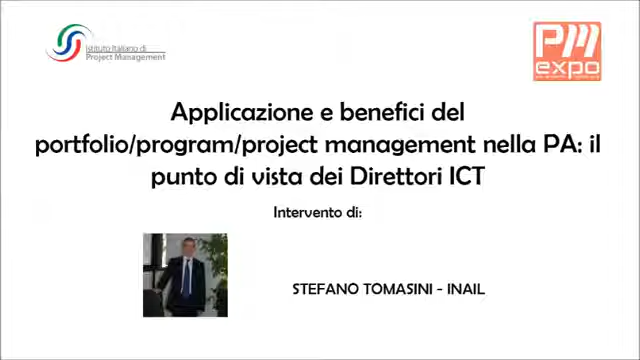 Istituto Italiano di
Project Management
PM
expo
Applicazione e benefici del
portfolio/program/project management nella PA: il
punto di vista dei Direttori ICT
Intervento di:
STEFANO TOMASINI - INAIL